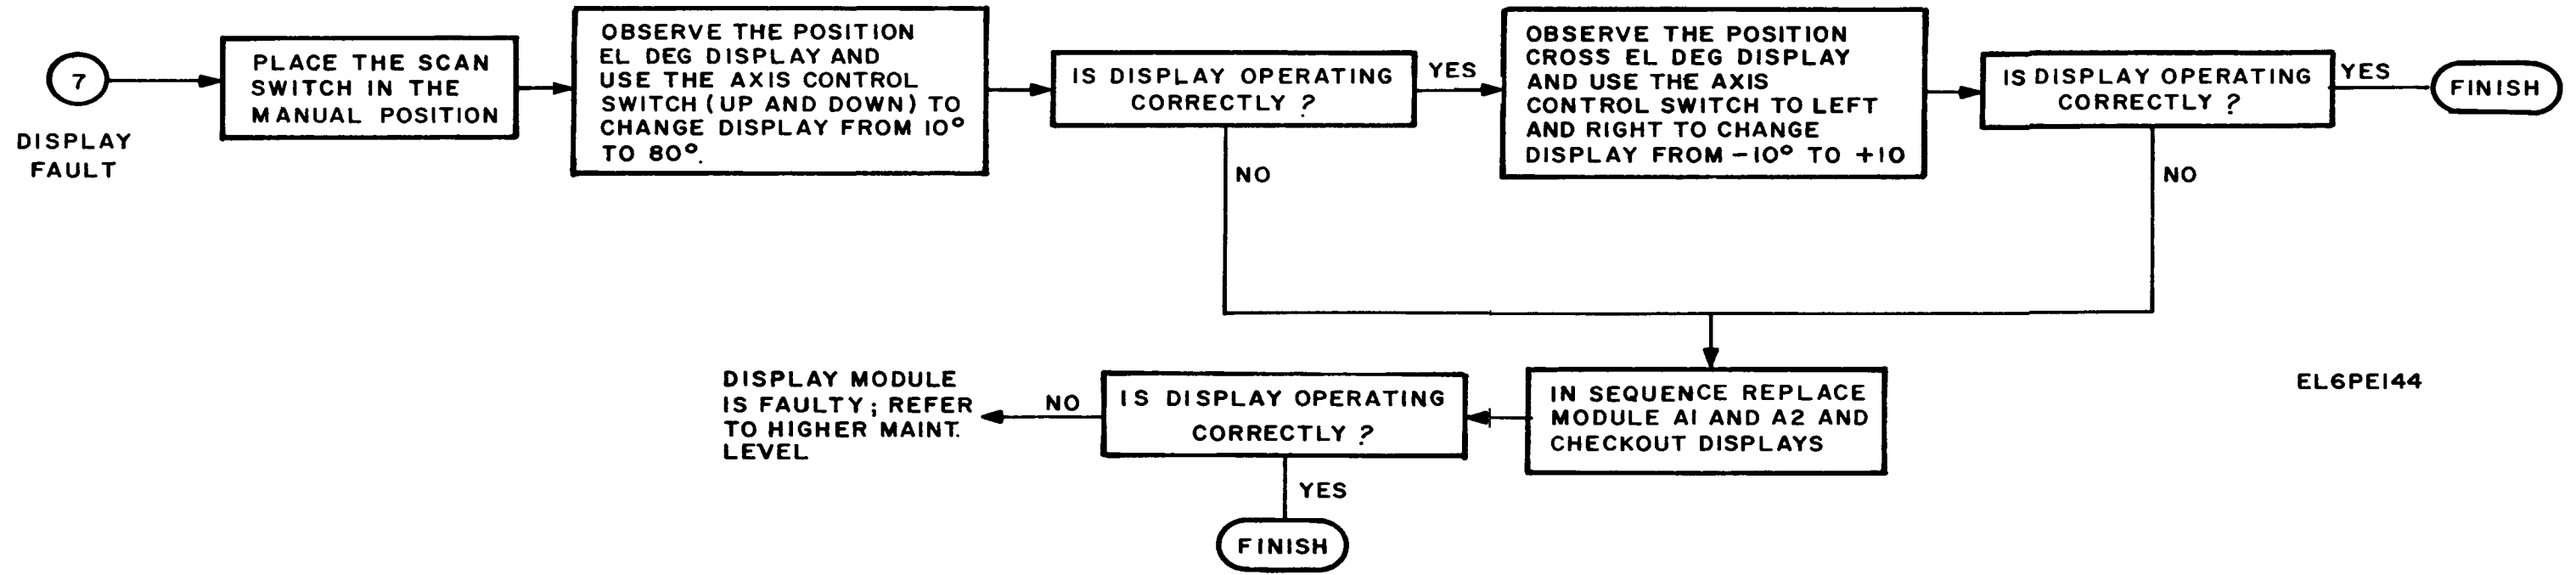 7
DISPLAY
FAULT
PLACE THE SCAN
SWITCH IN THE
MANUAL POSITION
OBSERVE THE POSITION
EL DEG DISPLAY AND
USE THE AXIS CONTROL
SWITCH (UP AND DOWN) TO
CHANGE DISPLAY FROM 10°
TO 80°.
IS DISPLAY OPERATING
CORRECTLY ?
YES
NO
OBSERVE THE POSITION
CROSS EL DEG DISPLAY
AND USE THE AXIS
CONTROL SWITCH TO LEFT
AND RIGHT TO CHANGE
DISPLAY FROM -10° TO +10
IS DISPLAY OPERATING
CORRECTLY ?
YES
FINISH
NO
IN SEQUENCE REPLACE
MODULE A1 AND A2 AND
CHECKOUT DISPLAYS
IS DISPLAY OPERATING
CORRECTLY ?
NO
DISPLAY MODULE
IS FAULTY; REFER
TO HIGHER MAINT.
LEVEL
YES
FINISH
EL6PE144